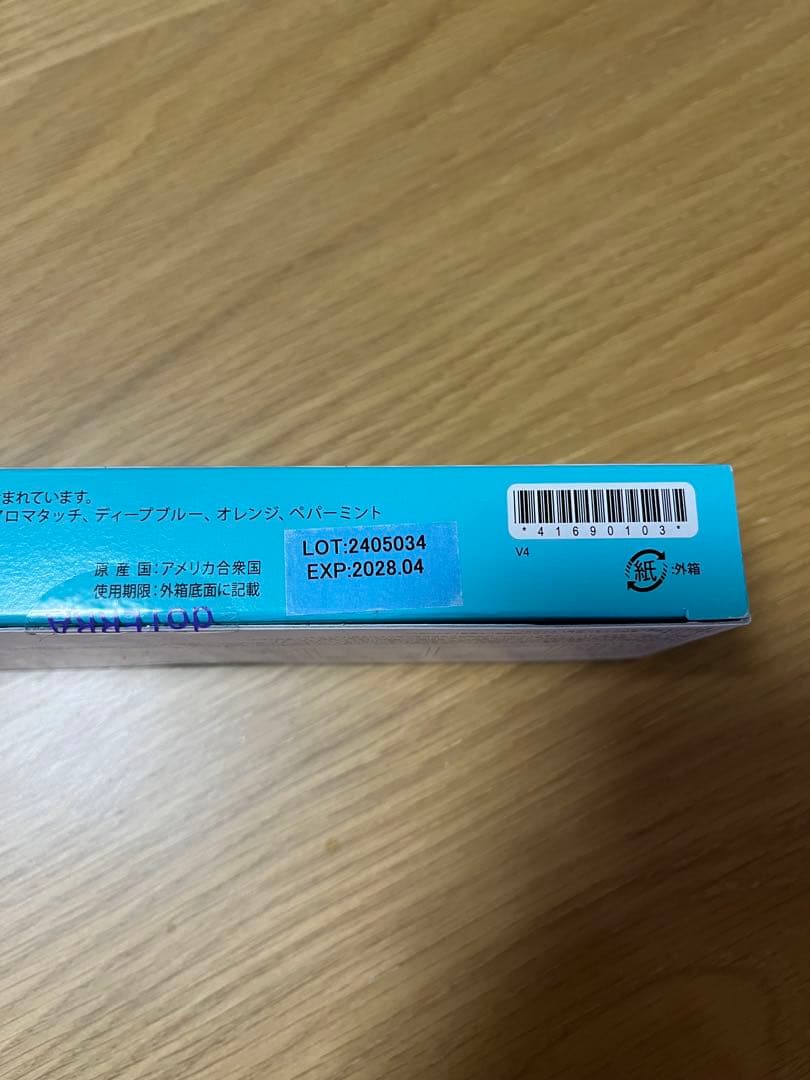 まれています。
アロマタッチ、ディープブルー、オレンジ、ペパーミント
原産国:アメリカ合衆国
使用期限:外箱底面に記載
LOT:2405034
EXP:2028.04
*41690103*
V4
紙:外箱
doTERRA